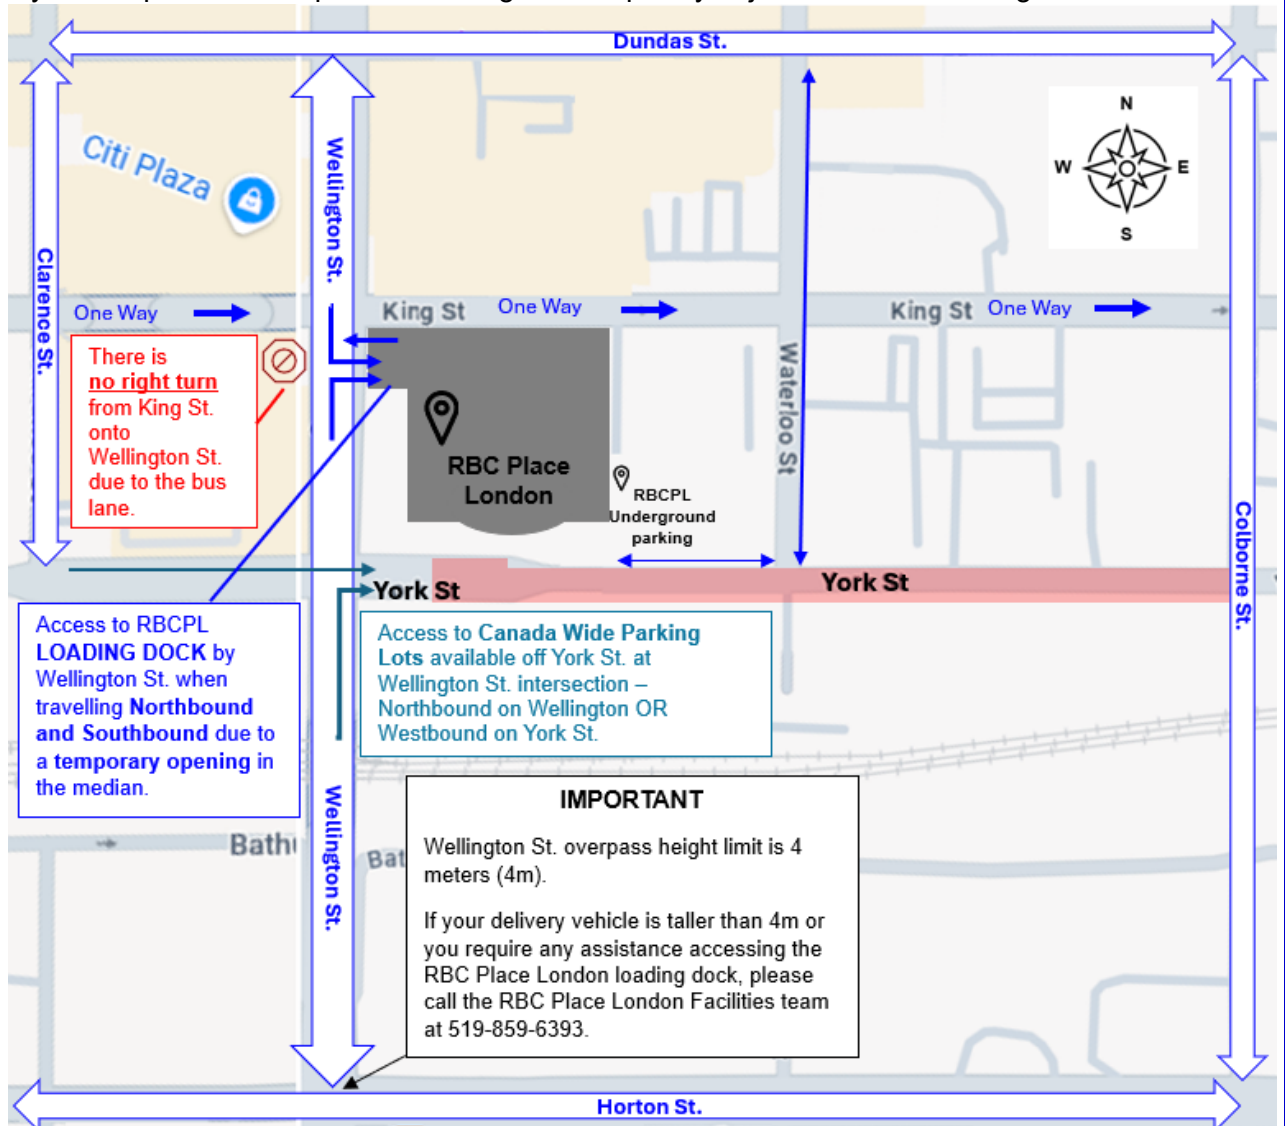 Dundas St.
N
W
E
S
Citi Plaza
Wellington St.
Clarence St.
One Way
King St
One Way
King St
One Way
There is
no right turn
from King St.
onto
Wellington St.
due to the bus
lane.
Waterloo St
RBC Place
London
RBCPL
Underground
parking
Colborne St.
York St
York St
Access to RBCPL
LOADING DOCK by
Wellington St. when
travelling Northbound
and Southbound due to
a temporary opening in
the median.
Access to Canada Wide Parking
Lots available off York St. at
Wellington St. intersection –
Northbound on Wellington OR
Westbound on York St.
Wellington St.
IMPORTANT
Wellington St. overpass height limit is 4
meters (4m).
If your delivery vehicle is taller than 4m or
you require any assistance accessing the
RBC Place London loading dock, please
call the RBC Place London Facilities team
at 519-859-6393.
Horton St.